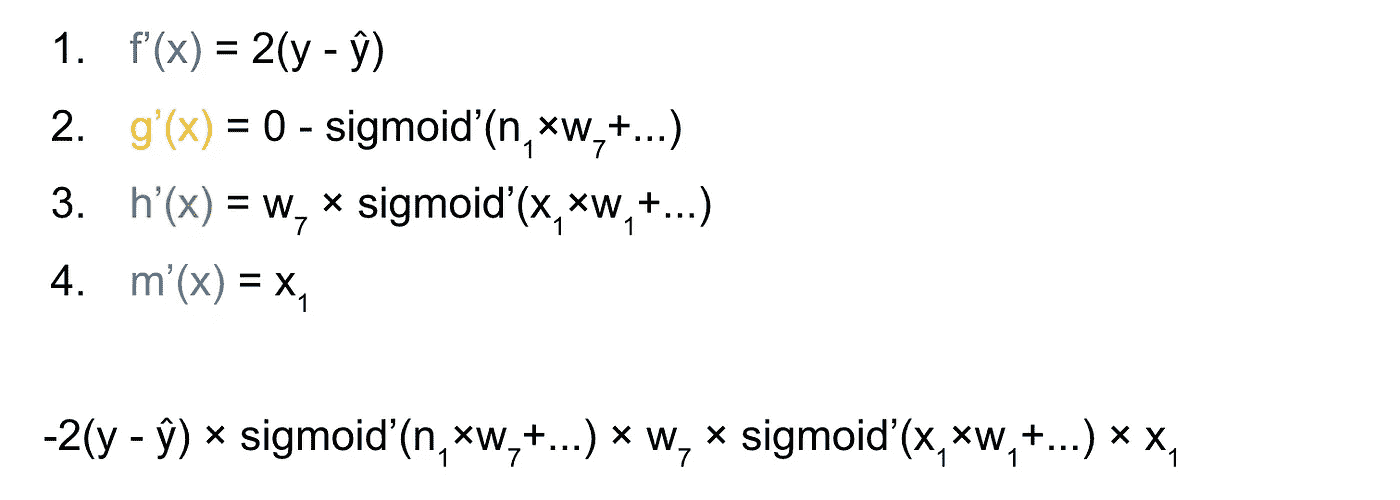 1. f’(x) = 2(y - ŷ)
2. g’(x) = 0 - sigmoid’(n₁×w₇+...)
3. h’(x) = w₇ × sigmoid’(x₁×w₁+...)
4. m’(x) = x₁
-2(y - ŷ) × sigmoid’(n₁×w₇+...) × w₇ × sigmoid’(x₁×w₁+...) × x₁